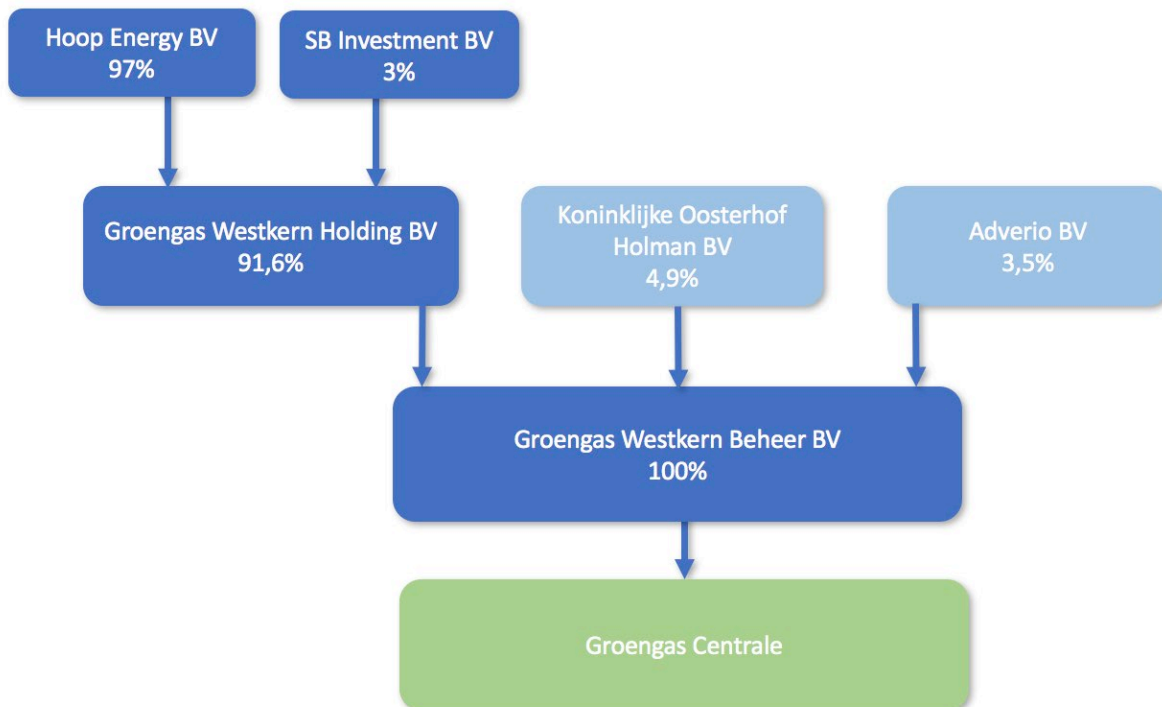 Hoop Energy BV
97%
SB Investment BV
3%
Groengas Westkern Holding BV
91,6%
Koninklijke Oosterhof
Holman BV
4,9%
Adverio BV
3,5%
Groengas Westkern Beheer BV
100%
Groengas Centrale